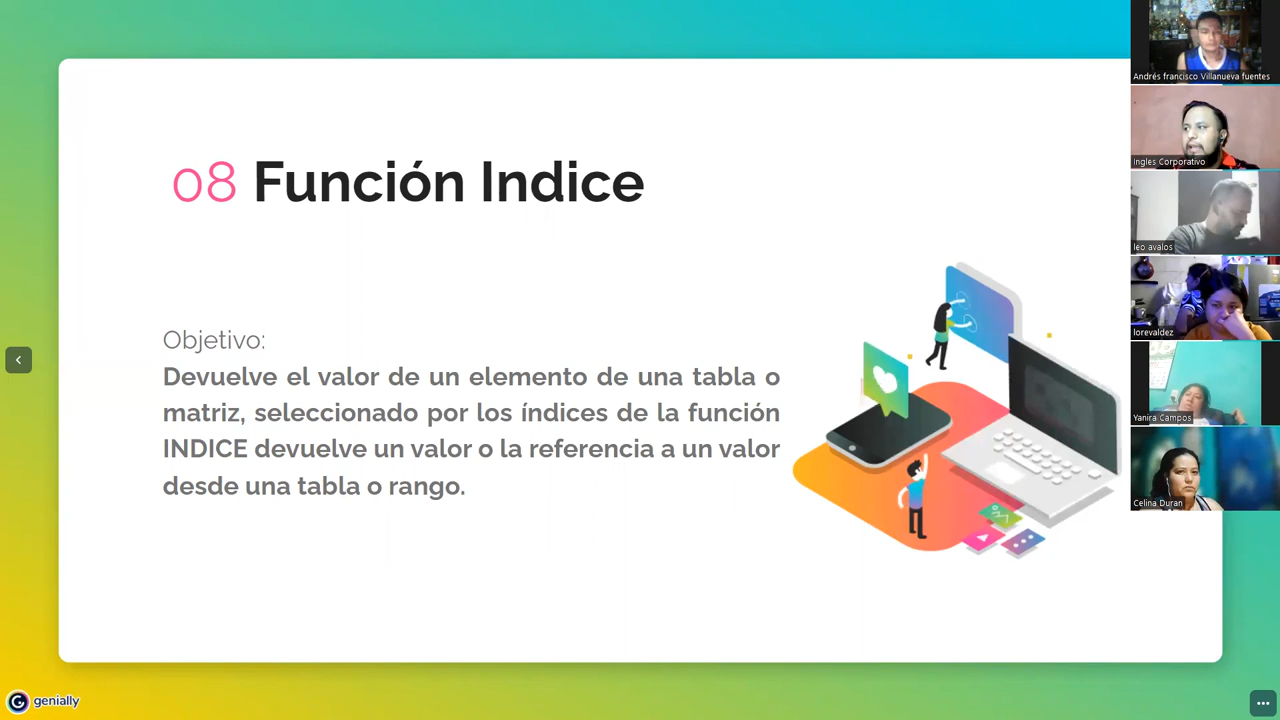 08 Función Indice
Objetivo:
Devuelve el valor de un elemento de una tabla o
matriz, seleccionado por los índices de la función
INDICE devuelve un valor o la referencia a un valor
desde una tabla o rango.
Andrés francisco Villanueva fuentes
Ingles Corporativo
leo avalos
lorevaldez
Yanira Campos
Celina Duran
genially